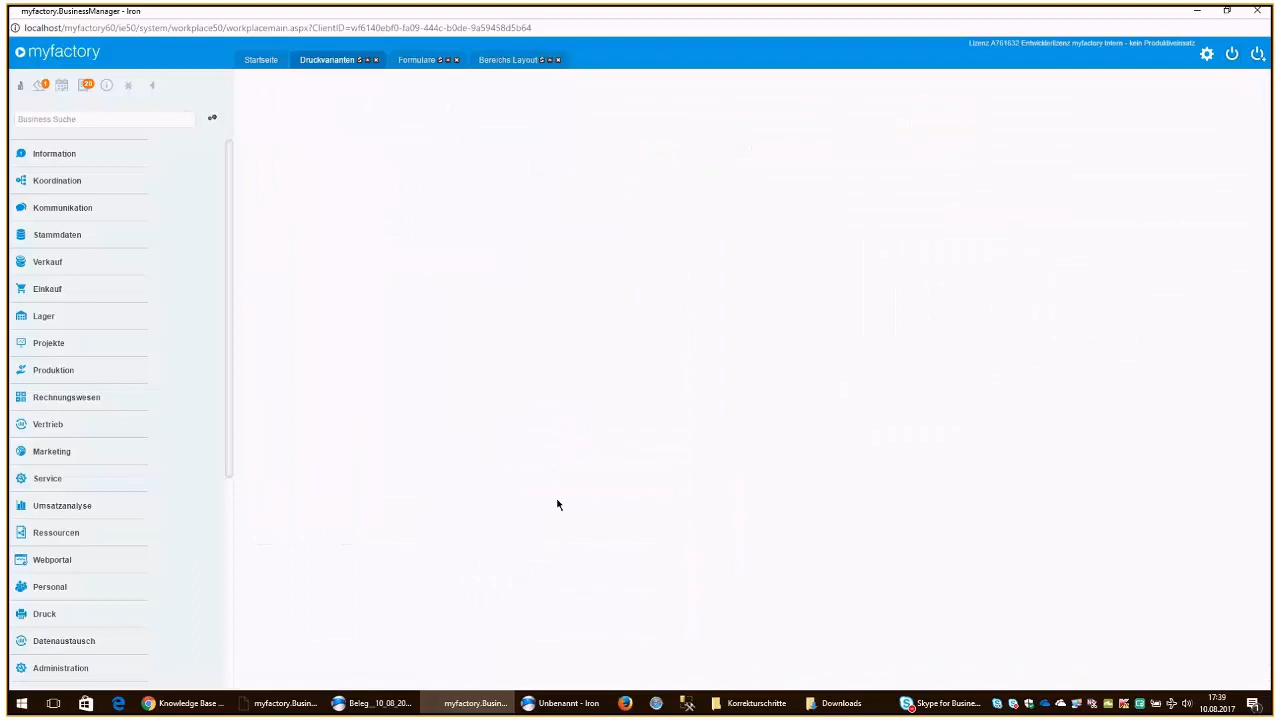 myfactory.BusinessManager - Iron
localhost/myfactory60/ie50/system/workplace50/workplacemain.aspx?ClientID=wf6140ebf0-fa09-444c-b0de-9a59458d5b64
myfactory
Lizenz A761632 Entwicklerlizenz myfactory Intern - kein Produktiveinsatz
Startseite
Druckvarianten
Formulare
Bereichs Layout
1
20
Business Suche
Information
Koordination
Kommunikation
Stammdaten
Verkauf
Einkauf
Lager
Projekte
Produktion
Rechnungswesen
Vertrieb
Marketing
Service
Umsatzanalyse
Ressourcen
Webportal
Personal
Druck
Datenaustausch
Administration
Knowledge Base ...
myfactory.Busin...
Beleg__10_08_20...
myfactory.Busin...
Unbenannt - Iron
Korrekturschritte
Downloads
Skype for Busine...
17:39
10.08.2017